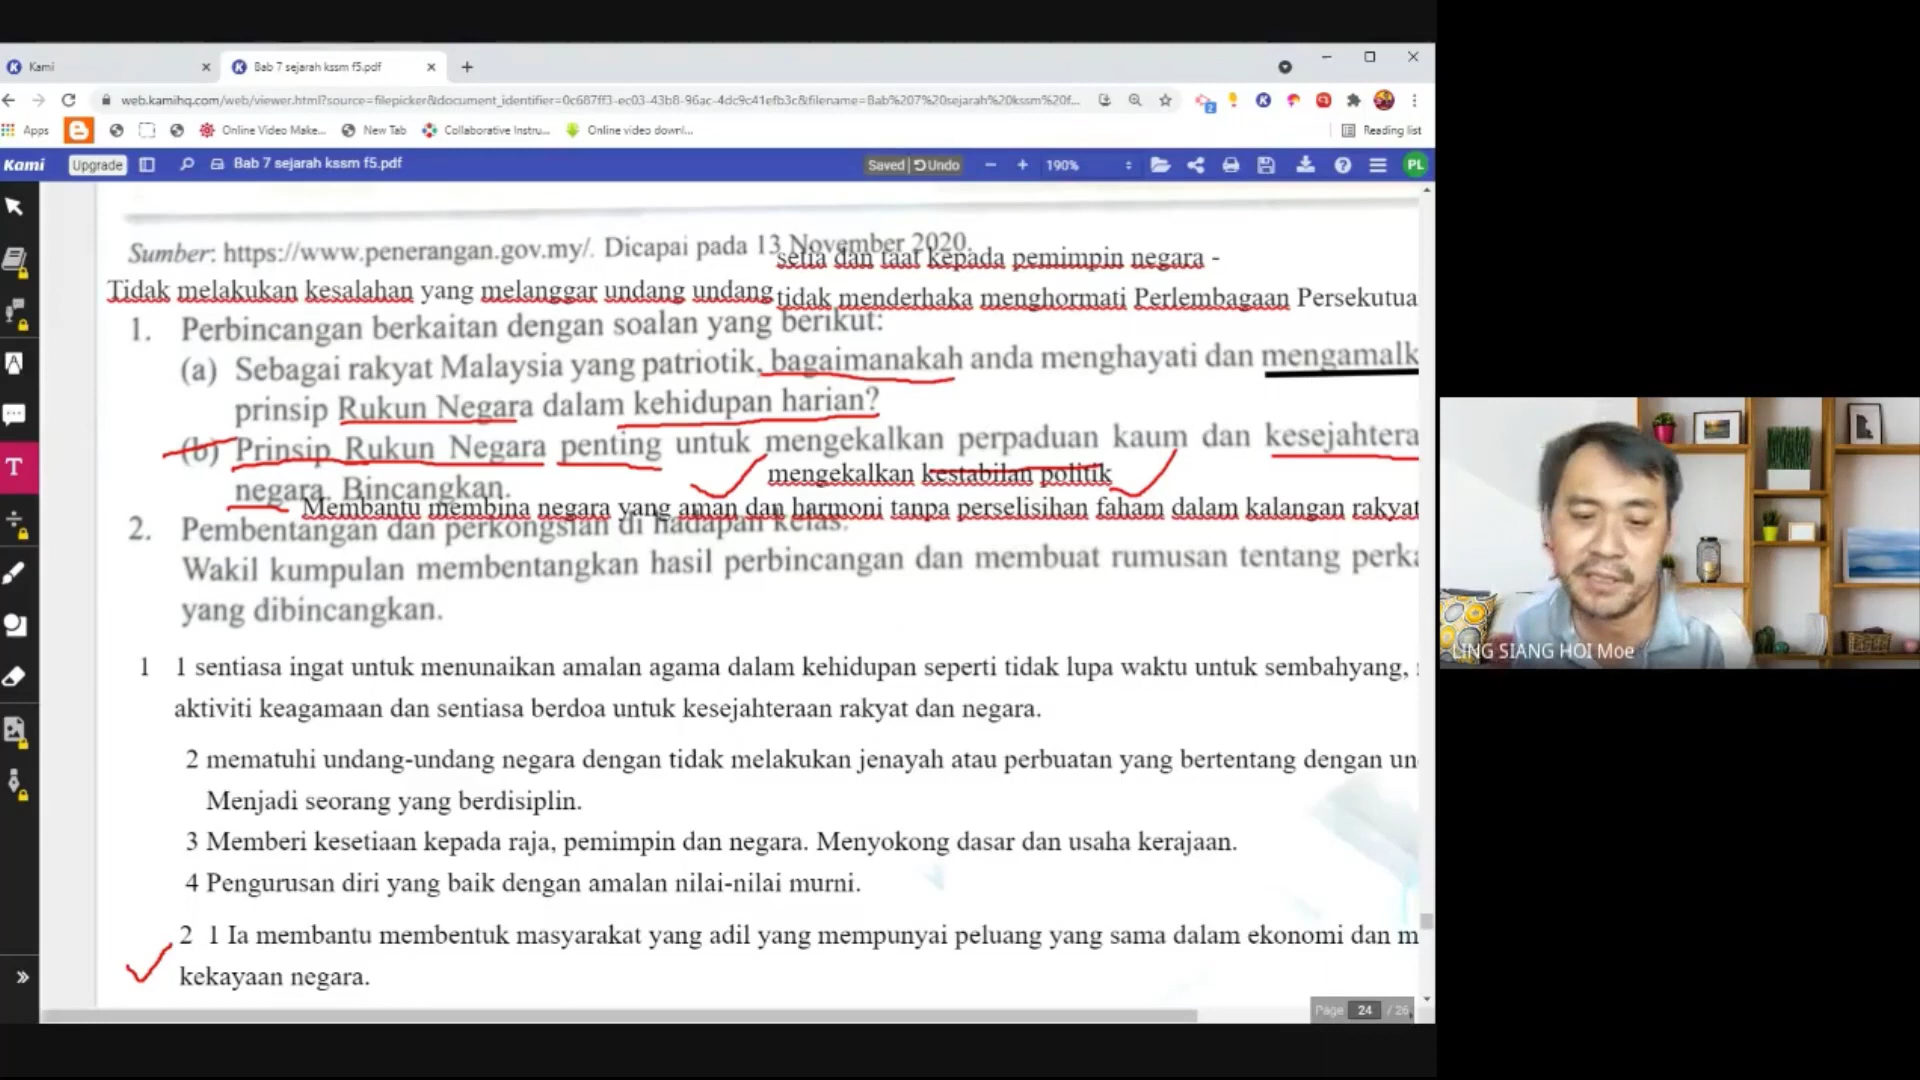 Kami
Bab 7 sejarah kssm f5.pdf
web.kamihq.com/web/viewer.html?source=filepicker&document_identifier=0c687ff3-ec03-43b8-96ac-4dc9c41efb3c&filename=Bab%207%20sejarah%20kssm%20f...
Apps
Online Video Make...
New Tab
Collaborative Instru...
Online video downl...
Reading list
Kami
Upgrade
Bab 7 sejarah kssm f5.pdf
Saved
Undo
190%
PL
Sumber: https://www.penerangan.gov.my/. Dicapai pada 13 November 2020.
setia dan taat kepada pemimpin negara -
Tidak melakukan kesalahan yang melanggar undang undang
tidak menderhaka menghormati Perlembagaan Persekutua
1. Perbincangan berkaitan dengan soalan yang berikut:
(a) Sebagai rakyat Malaysia yang patriotik, bagaimanakah anda menghayati dan mengamalk
prinsip Rukun Negara dalam kehidupan harian?
(b) Prinsip Rukun Negara penting untuk mengekalkan perpaduan kaum dan kesejahtera
mengekalkan kestabilan politik
negara. Bincangkan.
Membantu membina negara yang aman dan harmoni tanpa perselisihan faham dalam kalangan rakyat
2. Pembentangan dan perkongsian di hadapan kelas.
Wakil kumpulan membentangkan hasil perbincangan dan membuat rumusan tentang perka
yang dibincangkan.
1 1 sentiasa ingat untuk menunaikan amalan agama dalam kehidupan seperti tidak lupa waktu untuk sembahyang,
aktiviti keagamaan dan sentiasa berdoa untuk kesejahteraan rakyat dan negara.
2 mematuhi undang-undang negara dengan tidak melakukan jenayah atau perbuatan yang bertentang dengan un
Menjadi seorang yang berdisiplin.
3 Memberi kesetiaan kepada raja, pemimpin dan negara. Menyokong dasar dan usaha kerajaan.
4 Pengurusan diri yang baik dengan amalan nilai-nilai murni.
2 1 Ia membantu membentuk masyarakat yang adil yang mempunyai peluang yang sama dalam ekonomi dan m
kekayaan negara.
Page 24 / 26
LING SIANG HOI Moe